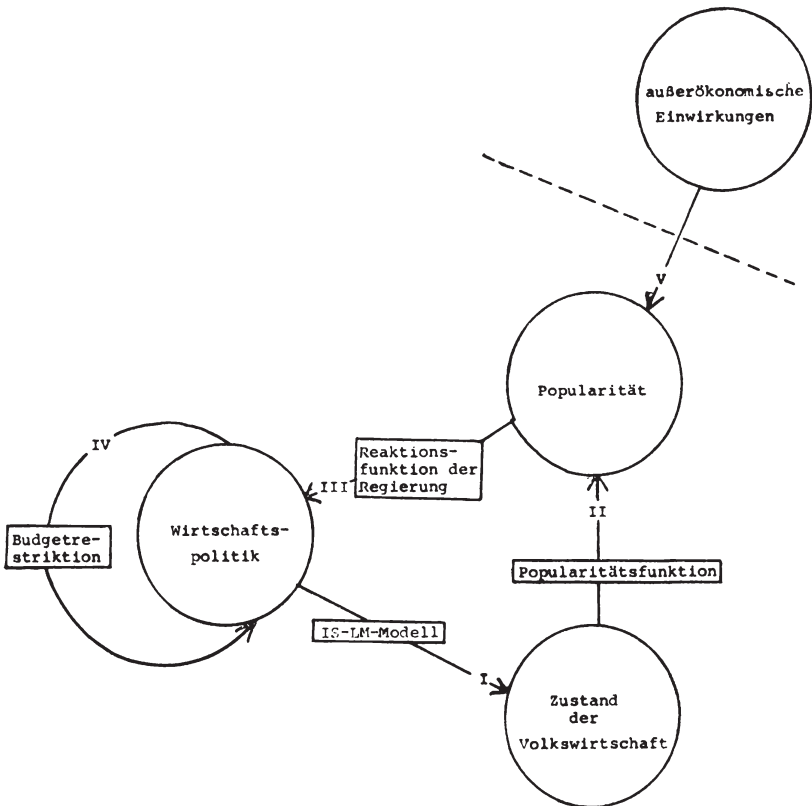 außerökonomische
Einwirkungen
V
Popularität
IV
Reaktions-
funktion der
Regierung
III
II
Budgetre-
striktion
Wirtschafts-
politik
Popularitätsfunktion
IS-LM-Modell
I
Zustand
der
Volkswirtschaft